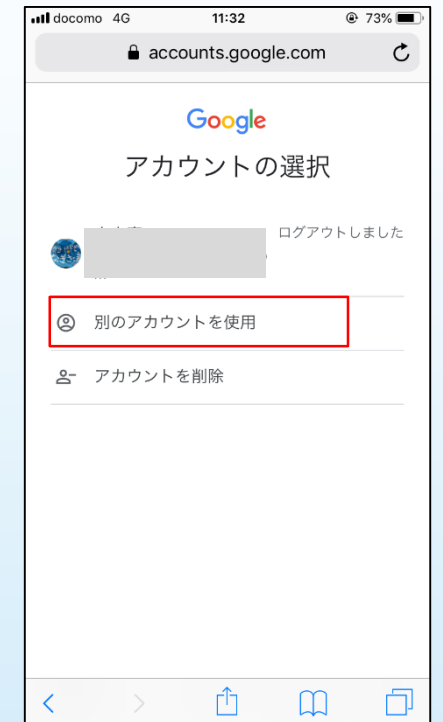 docomo 4G 11:32 73%
accounts.google.com
Google
アカウントの選択
ログアウトしました
別のアカウントを使用
アカウントを削除